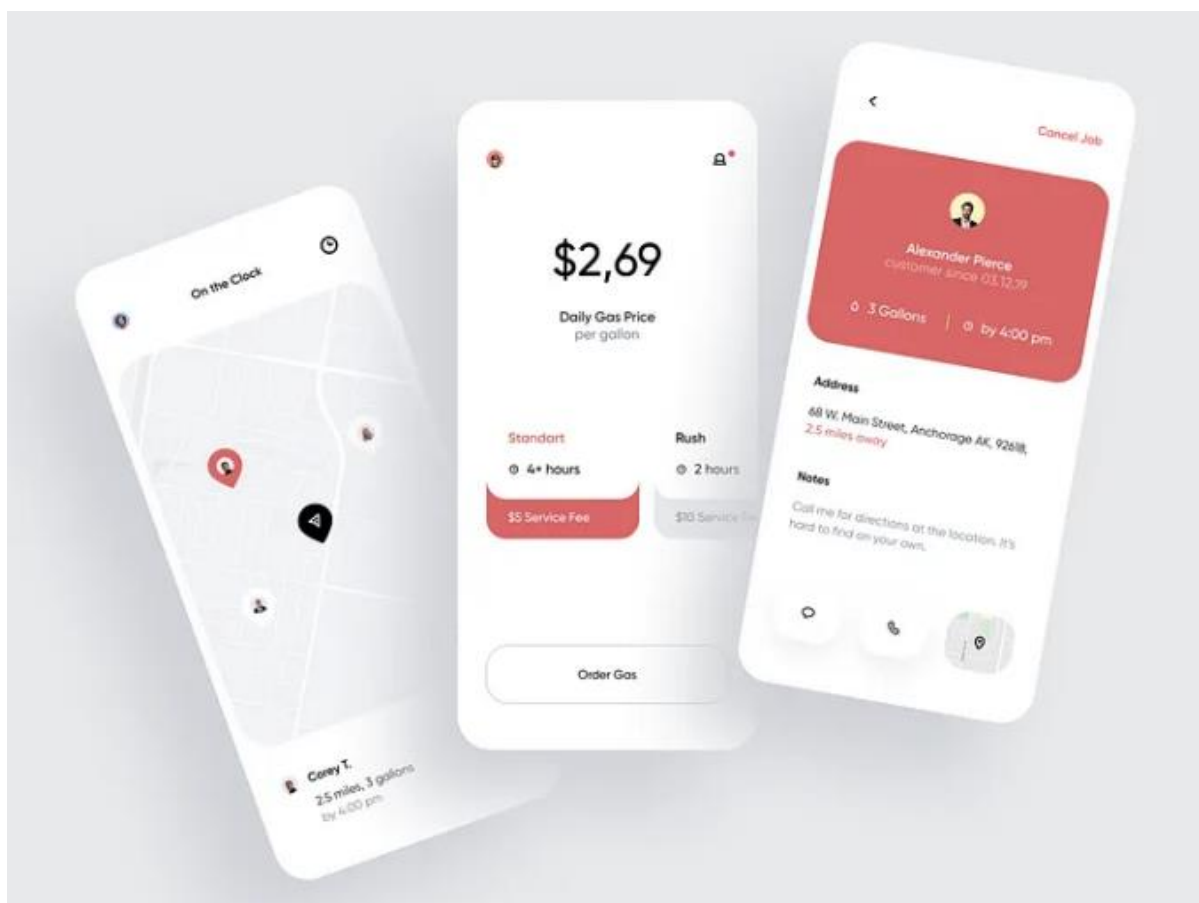 On the Clock
Corey T.
2.5 miles, 3 gallons
by 4:00 pm
$2,69
Daily Gas Price
per gallon
Standart
4+ hours
$5 Service Fee
Rush
2 hours
$10 Service
Order Gas
Cancel Job
Alexander Pierce
customer since 03.12.19
3 Gallons
by 4:00 pm
Address
68 W. Main Street, Anchorage AK, 92618,
2.5 miles away
Notes
Call me for directions at the location. It's
hard to find on your own.